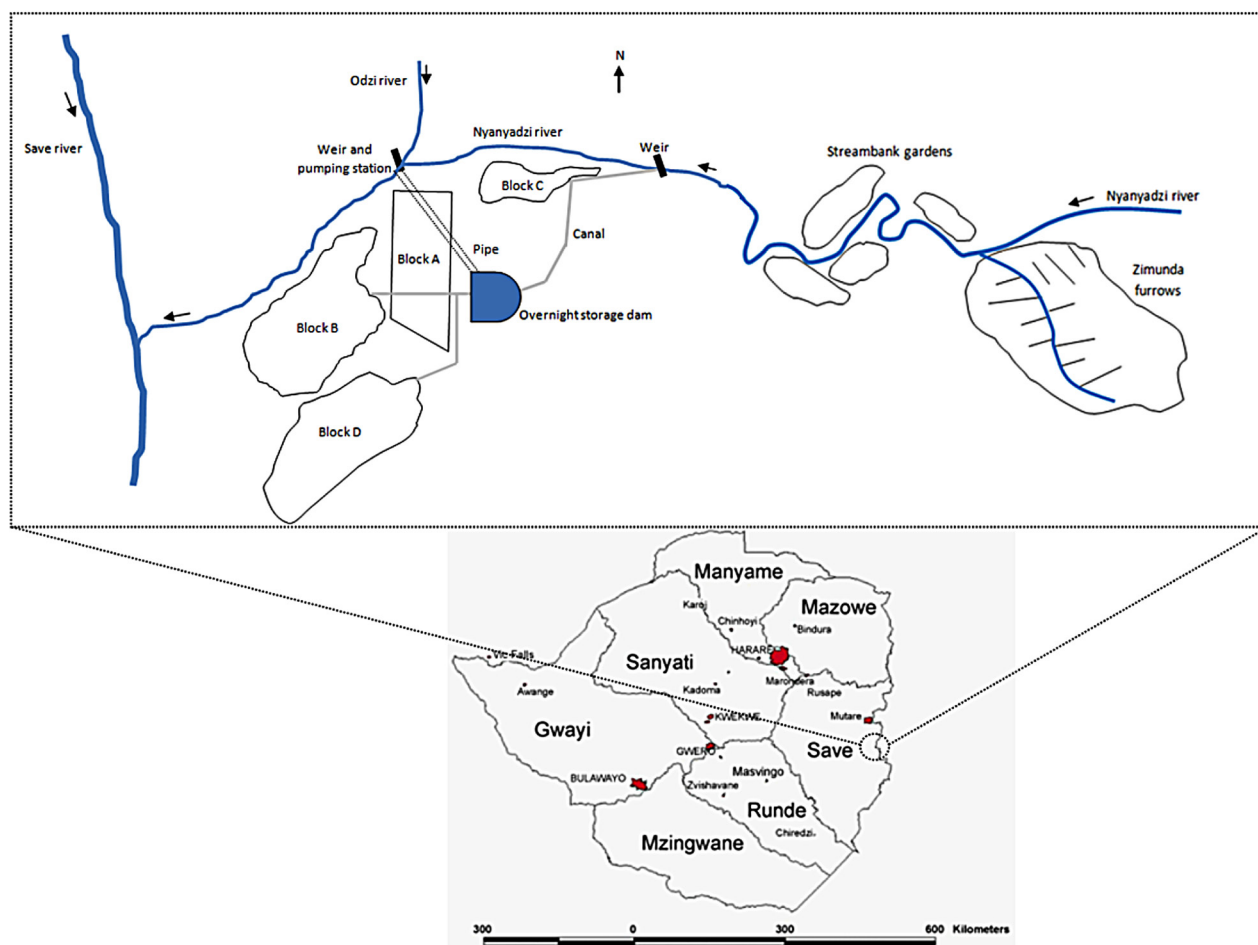 N
Odzi river
Save river
Weir and
pumping station
Nyanyadzi river
Weir
Streambank gardens
Nyanyadzi river
Block C
Canal
Pipe
Block A
Zimunda
furrows
Overnight storage dam
Block B
Block D
Manyame
Karoj
Mazowe
Chinhoyi
Bindura
HARARE
Vic Falls
Sanyati
Marondera
Awange
Kadoma
Rusape
Mutare
KWEKWE
Gwayi
Save
GWERO
BULAWAYO
Masvingo
Zvishavane
Runde
Chiredzi
Mzingwane
300 0 300 600 Kilometers